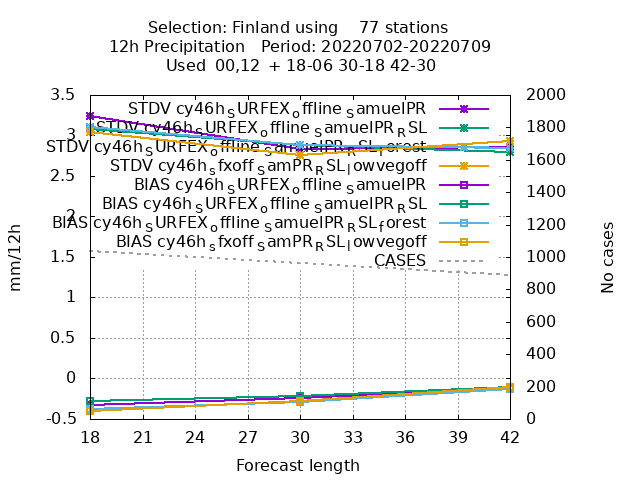 Selection: Finland using 77 stations
12h Precipitation Period: 20220702-20220709
Used 00,12 + 18-06 30-18 42-30
3.5
3
2.5
2
1.5
1
0.5
0
-0.5
mm/12h
2000
1800
1600
1400
1200
1000
800
600
400
200
0
No cases
STDV cy46h_SURFEX_offline_samuelPR
STDV cy46h_SURFEX_offline_samuelPR_RSL
STDV cy46h_SURFEX_offline_samuelPR_RSL_forest
STDV cy46h_sfxoff_SamPR_RSL_lowvegoff
BIAS cy46h_SURFEX_offline_samuelPR
BIAS cy46h_SURFEX_offline_samuelPR_RSL
BIAS cy46h_SURFEX_offline_samuelPR_RSL_forest
BIAS cy46h_sfxoff_SamPR_RSL_lowvegoff
CASES
18 21 24 27 30 33 36 39 42
Forecast length